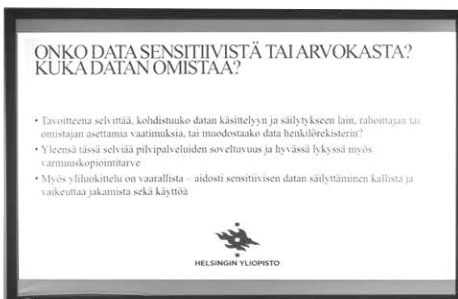 ONKO DATA SENSITIIVISTÄ TAI ARVOKASTA?
KUKA DATAN OMISTAA?
• Tavoitteena selvittää, kohdistuuko datan käsittelyyn ja säilytykseen lain, rahoittajan tai
omistajan asettamia vaatimuksia, tai muodostaako data henkilörekisterin?
• Yleensä tässä selviää pilvipalveluiden soveltuvuus ja hyvässä lykyssä myös
varmuuskopiointitarve
• Myös yliluokittelu on vaarallista – aidosti sensitiivisen datan säilyttäminen kallista ja
vaikeuttaa jakamista sekä käyttöä
HELSINGIN YLIOPISTO